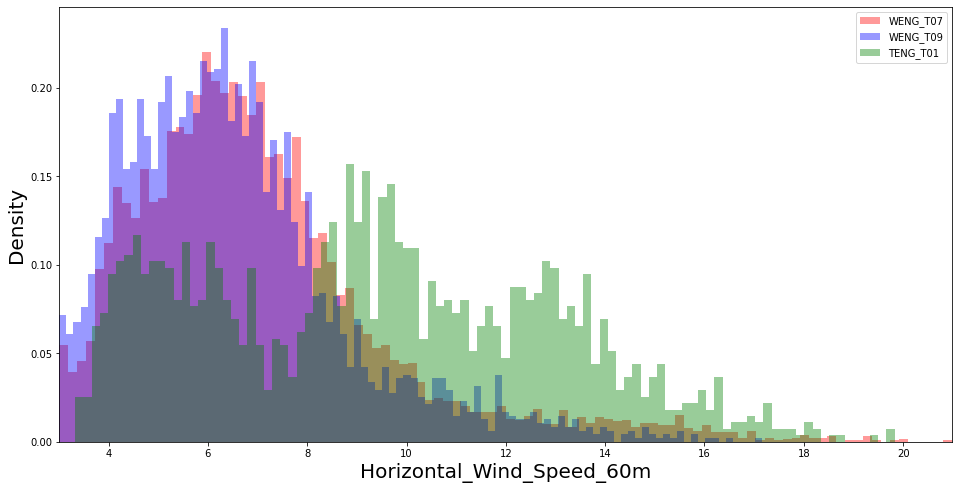 WENG_T07
WENG_T09
TENG_T01
0.20
0.15
0.10
0.05
0.00
Density
4 6 8 10 12 14 16 18 20
Horizontal_Wind_Speed_60m